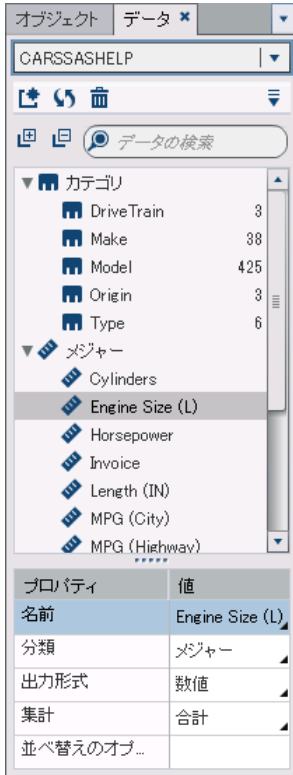 オブジェクト データ
CARSSASHELP
データの検索
カテゴリ
DriveTrain 3
Make 38
Model 425
Origin 3
Type 6
メジャー
Cylinders
Engine Size (L)
Horsepower
Invoice
Length (IN)
MPG (City)
MPG (Highway)
プロパティ 値
名前 Engine Size (L)
分類 メジャー
出力形式 数値
集計 合計
並べ替えのオプ...